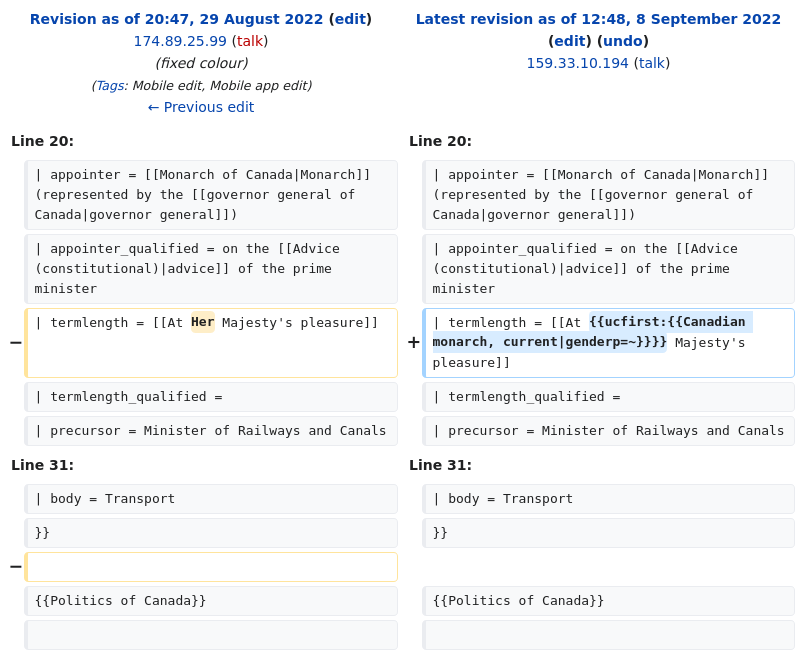 Revision as of 20:47, 29 August 2022 (edit)
174.89.25.99 (talk)
(fixed colour)
(Tags: Mobile edit, Mobile app edit)
← Previous edit
Latest revision as of 12:48, 8 September 2022
(edit) (undo)
159.33.10.194 (talk)
Line 20:
Line 20:
| appointer = [[Monarch of Canada|Monarch]]
(represented by the [[governor general of
Canada|governor general]])
| appointer = [[Monarch of Canada|Monarch]]
(represented by the [[governor general of
Canada|governor general]])
| appointer_qualified = on the [[Advice
(constitutional)|advice]] of the prime
minister
| appointer_qualified = on the [[Advice
(constitutional)|advice]] of the prime
minister
− | termlength = [[At Her Majesty's pleasure]]
+ | termlength = [[At {{ucfirst:{{Canadian
monarch, current|genderp=~}}}} Majesty's
pleasure]]
| termlength_qualified =
| termlength_qualified =
| precursor = Minister of Railways and Canals
| precursor = Minister of Railways and Canals
Line 31:
Line 31:
| body = Transport
| body = Transport
}}
}}
−
{{Politics of Canada}}
{{Politics of Canada}}